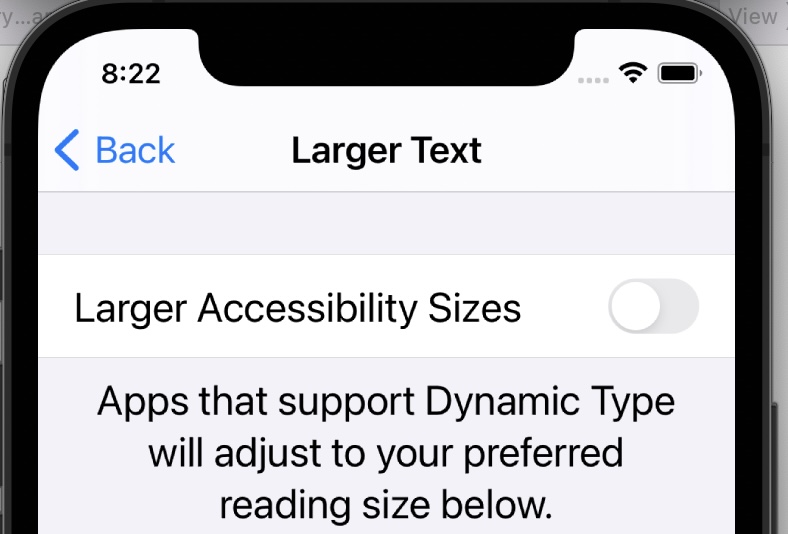 ry...a
View
8:22
Back
Larger Text
Larger Accessibility Sizes
Apps that support Dynamic Type
will adjust to your preferred
reading size below.